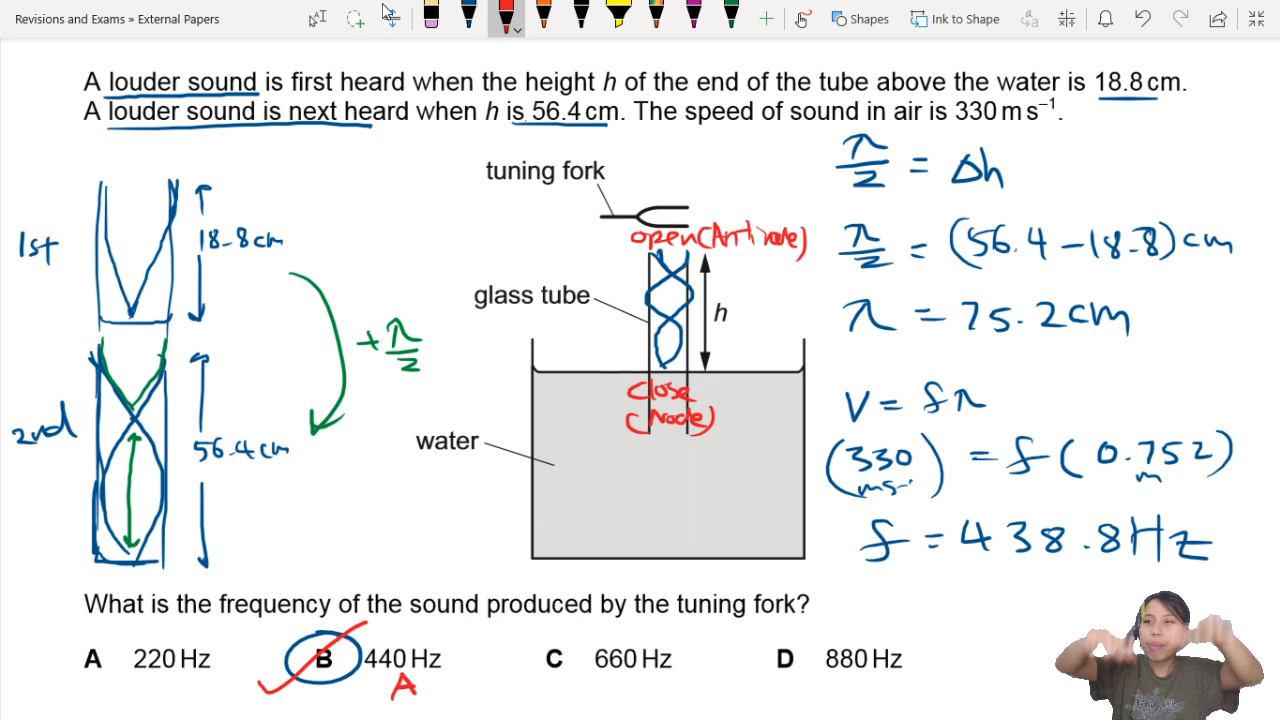 Revisions and Exams » External Papers
Shapes
Ink to Shape
A louder sound is first heard when the height h of the end of the tube above the water is 18.8 cm.
A louder sound is next heard when h is 56.4 cm. The speed of sound in air is 330 m s⁻¹.
tuning fork
open (Antinode)
glass tube
h
close
(Node)
water
1st
18.8cm
+λ/2
2nd
56.4cm
λ/2 = Δh
λ/2 = (56.4 - 18.8) cm
λ = 75.2cm
V = fλ
(330 ms⁻¹) = f (0.752 m)
f = 438.8Hz
What is the frequency of the sound produced by the tuning fork?
A 220 Hz B 440 Hz C 660 Hz D 880 Hz
A